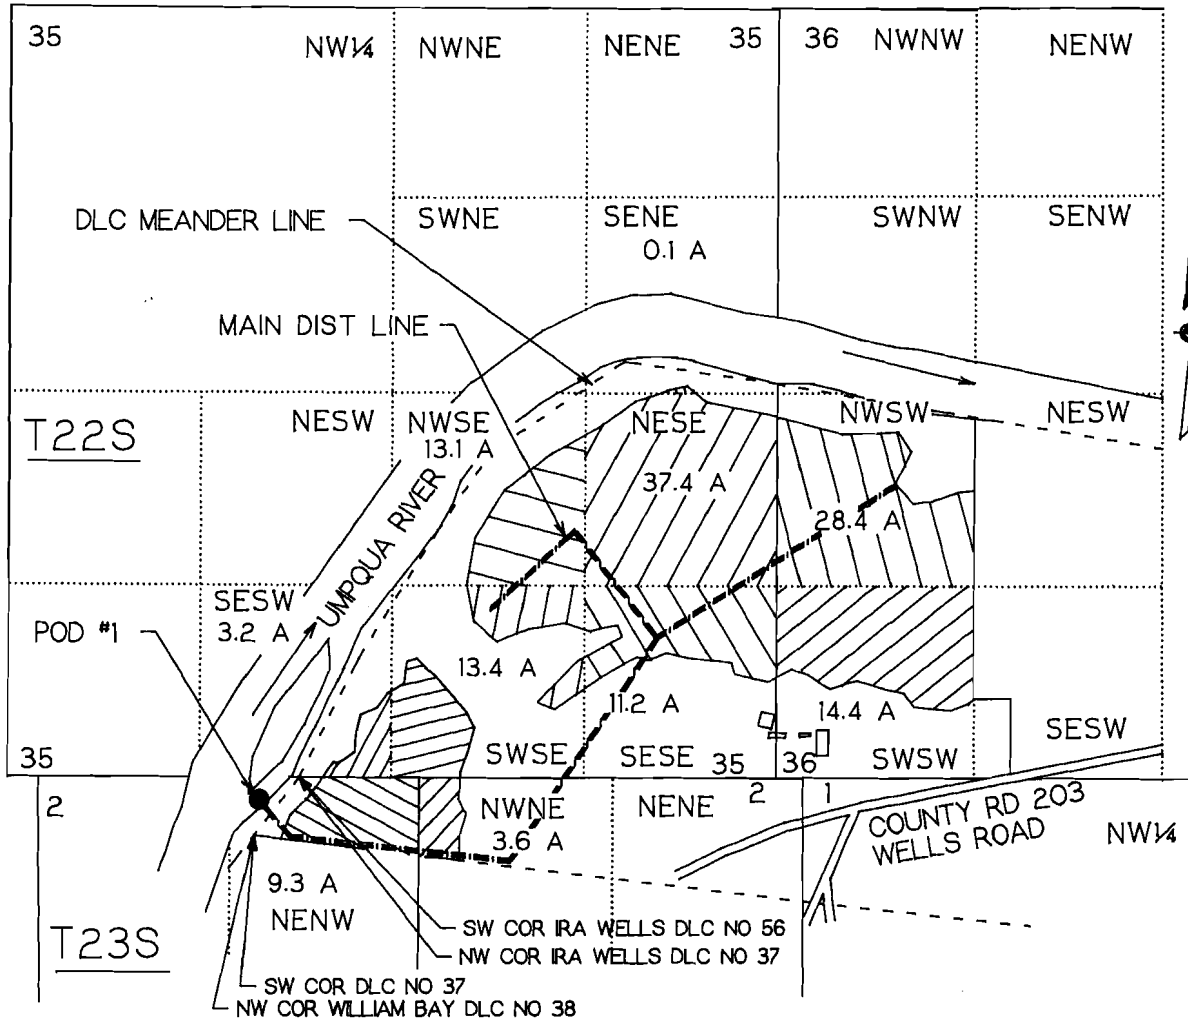 35 NW¼ NWNE NENE 35 36 NWNW NENW
DLC MEANDER LINE SWNE SENE SWNW SENW
0.1 A
MAIN DIST LINE
T22S NESW NWSE NESE NWSW NESW
13.1 A
37.4 A
28.4 A
UMPQUA RIVER
SESW
3.2 A
POD #1
13.4 A
11.2 A 14.4 A
SWSE SESE SWSW SESW
35 35 36
2 NWNE NENE 2 1
3.6 A
COUNTY RD 203
WELLS ROAD
NW¼
9.3 A
NENW
T23S
SW COR IRA WELLS DLC NO 56
NW COR IRA WELLS DLC NO 37
SW COR DLC NO 37
NW COR WILLIAM BAY DLC NO 38